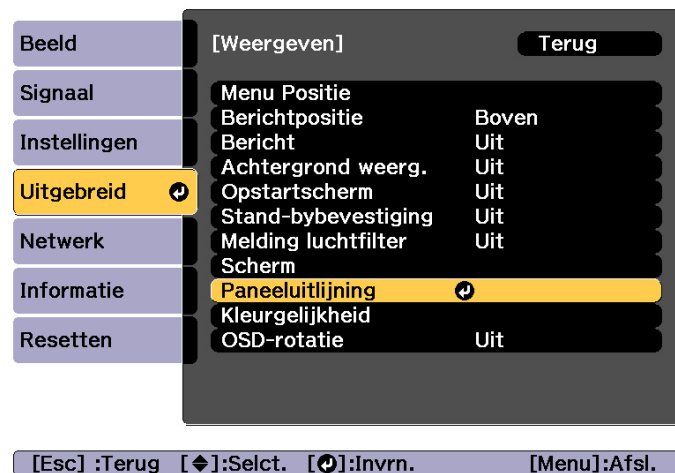 Beeld
Signaal
Instellingen
Uitgebreid
Netwerk
Informatie
Resetten
[Weergeven] Terug
Menu Positie
Berichtpositie Boven
Bericht Uit
Achtergrond weerg. Uit
Opstartscherm Uit
Stand-bybevestiging Uit
Melding luchtfilter Uit
Scherm
Paneeluitlijning
Kleurgelijkheid
OSD-rotatie Uit
[Esc] :Terug [◆]:Selct. [↵]:Invrn. [Menu]:Afsl.